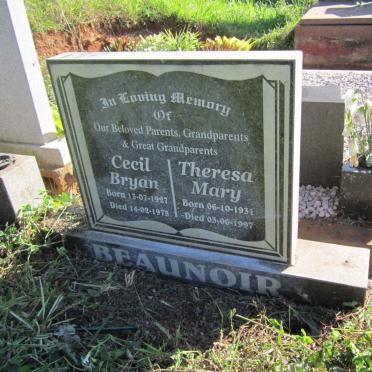 In Loving Memory
Of
Our Beloved Parents, Grandparents
& Great Grandparents
Cecil
Bryan
Born 13-07-1927
Died 14-02-1978
Theresa
Mary
Born 06-10-1931
Died 03-06-1997
BEAUNOIR